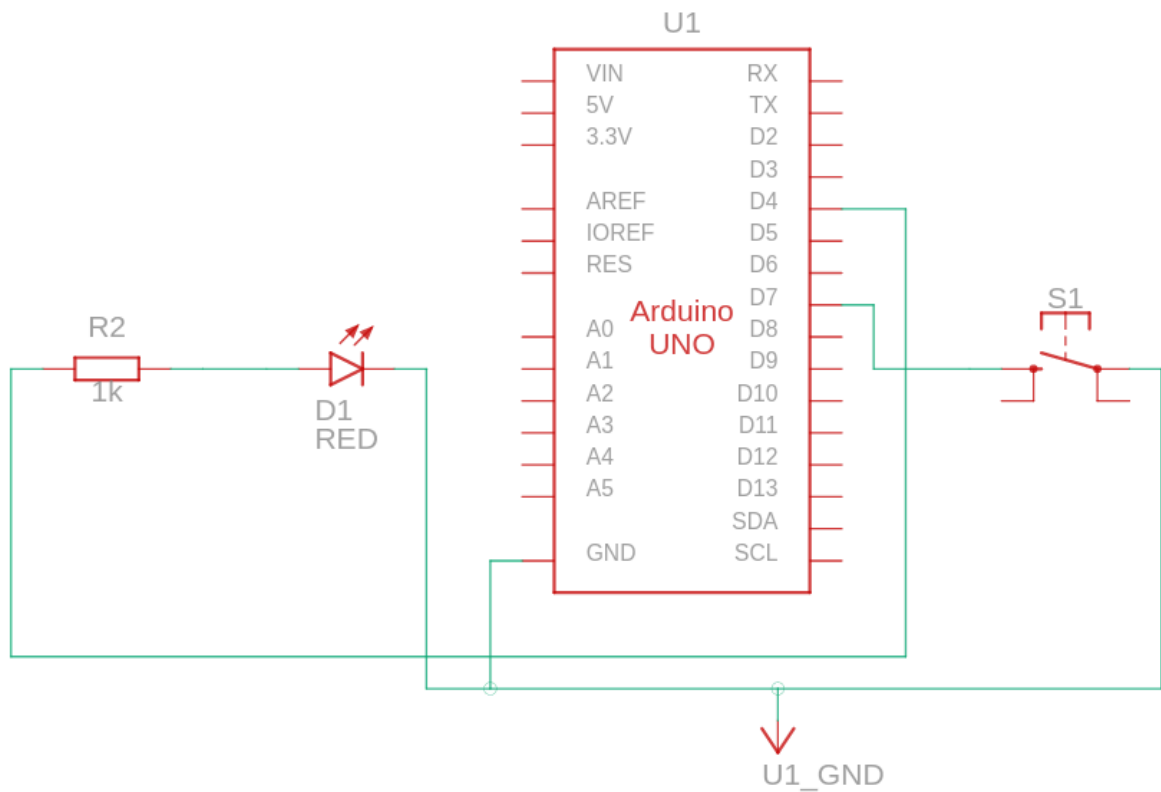 U1
VIN
5V
3.3V
AREF
IOREF
RES
A0
A1
A2
A3
A4
A5
GND
RX
TX
D2
D3
D4
D5
D6
D7
D8
D9
D10
D11
D12
D13
SDA
SCL
Arduino
UNO
R2
1k
D1
RED
S1
U1_GND